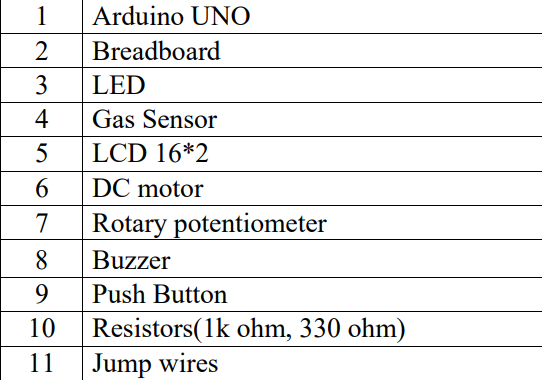 1 Arduino UNO
2 Breadboard
3 LED
4 Gas Sensor
5 LCD 16*2
6 DC motor
7 Rotary potentiometer
8 Buzzer
9 Push Button
10 Resistors(1k ohm, 330 ohm)
11 Jump wires